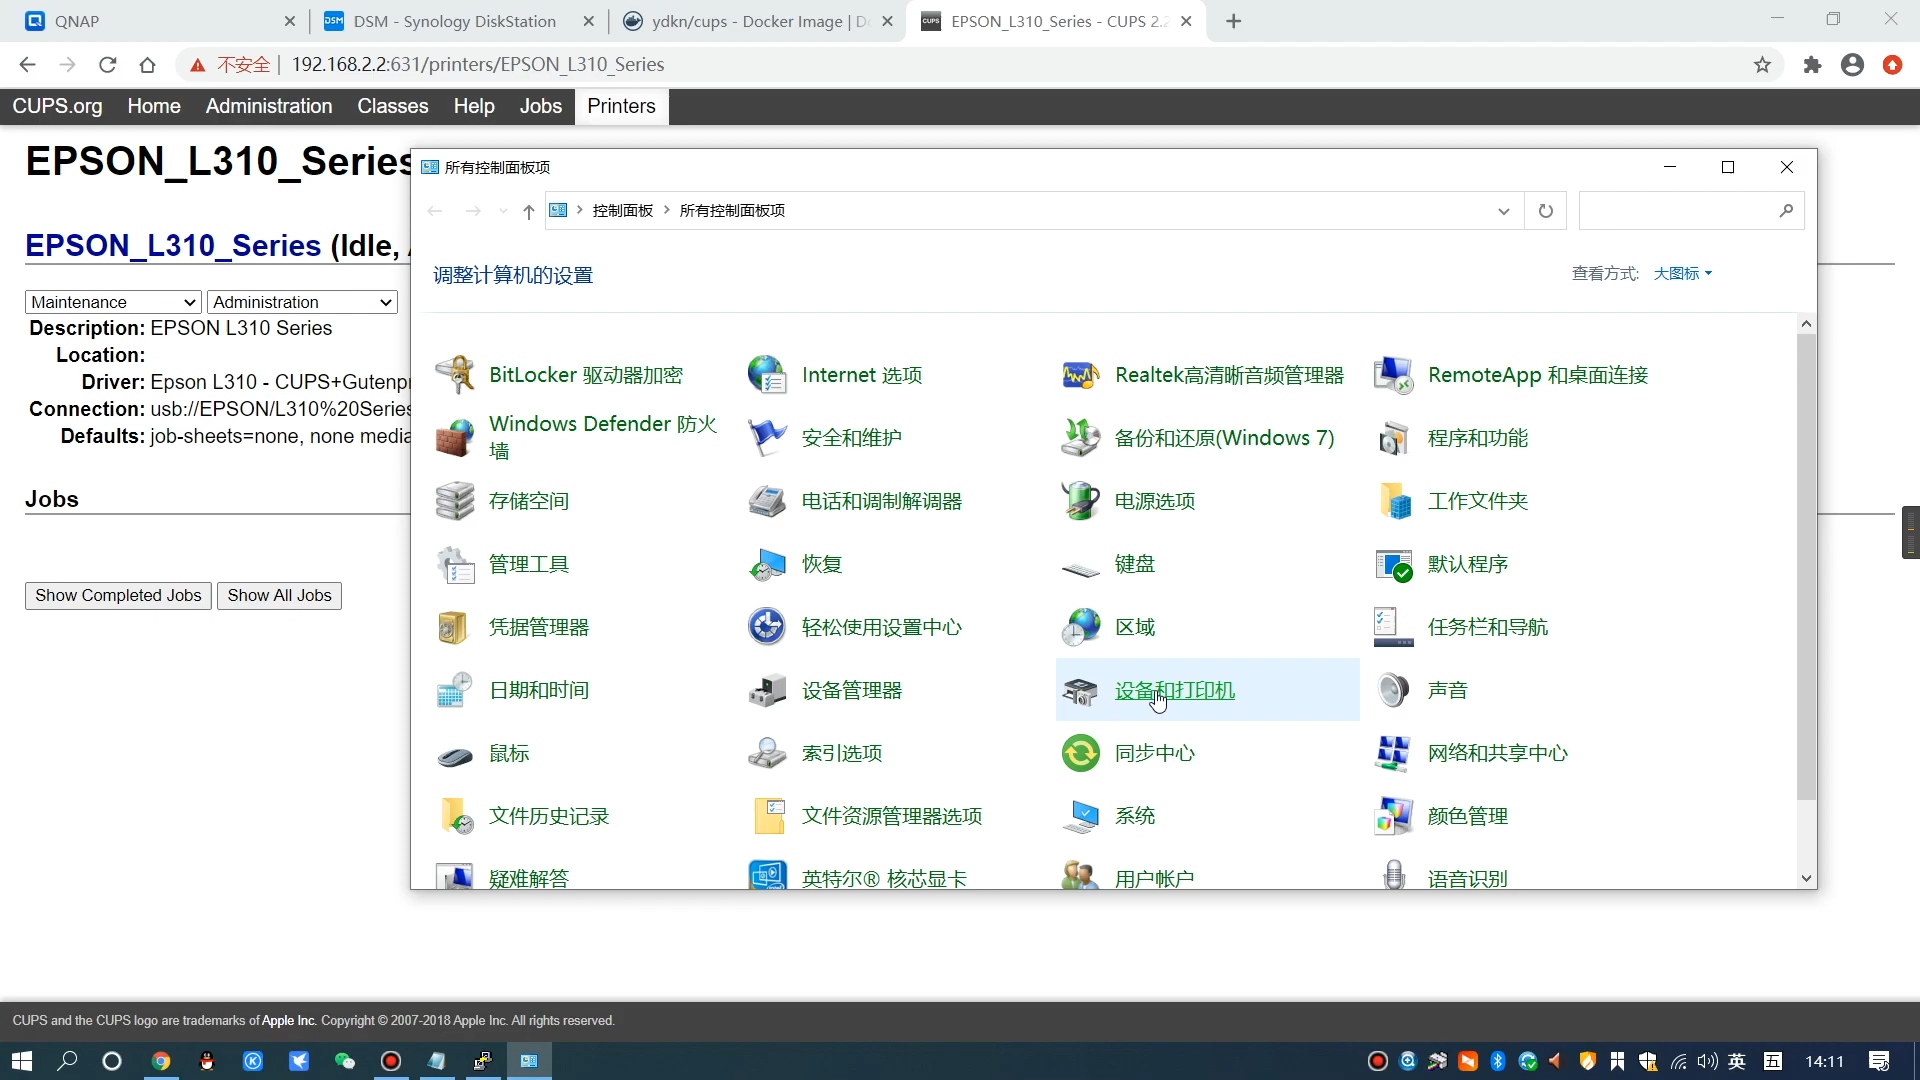 QNAP
DSM - Synology DiskStation
ydkn/cups - Docker Image | D
EPSON_L310_Series - CUPS 2.2
不安全 | 192.168.2.2:631/printers/EPSON_L310_Series
CUPS.org Home Administration Classes Help Jobs Printers
EPSON_L310_Series
EPSON_L310_Series (Idle,
Maintenance Administration
Description: EPSON L310 Series
Location:
Driver: Epson L310 - CUPS+Gutenp
Connection: usb://EPSON/L310%20Series
Defaults: job-sheets=none, none media
Jobs
Show Completed Jobs Show All Jobs
所有控制面板项
控制面板 > 所有控制面板项
调整计算机的设置
查看方式: 大图标
BitLocker 驱动器加密
Internet 选项
Realtek高清晰音频管理器
RemoteApp 和桌面连接
Windows Defender 防火
墙
安全和维护
备份和还原(Windows 7)
程序和功能
存储空间
电话和调制解调器
电源选项
工作文件夹
管理工具
恢复
键盘
默认程序
凭据管理器
轻松使用设置中心
区域
任务栏和导航
日期和时间
设备管理器
设备和打印机
声音
鼠标
索引选项
同步中心
网络和共享中心
文件历史记录
文件资源管理器选项
系统
颜色管理
疑难解答
英特尔® 核芯显卡
用户帐户
语音识别
CUPS and the CUPS logo are trademarks of Apple Inc. Copyright © 2007-2018 Apple Inc. All rights reserved.
英 五 14:11